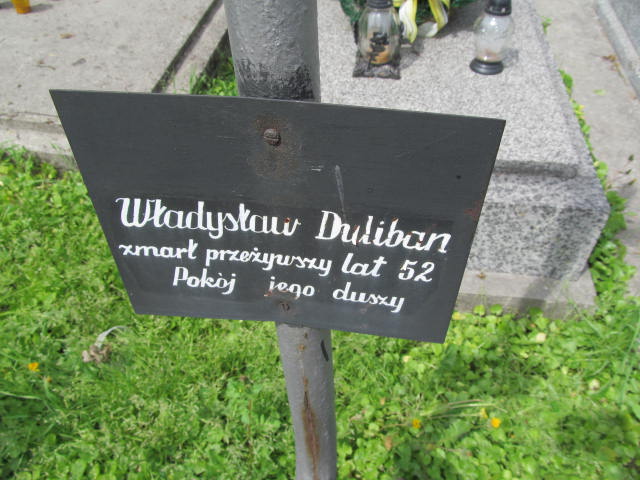 Władysław Duliban
zmarł przeżywszy lat 52
Pokój jego duszy